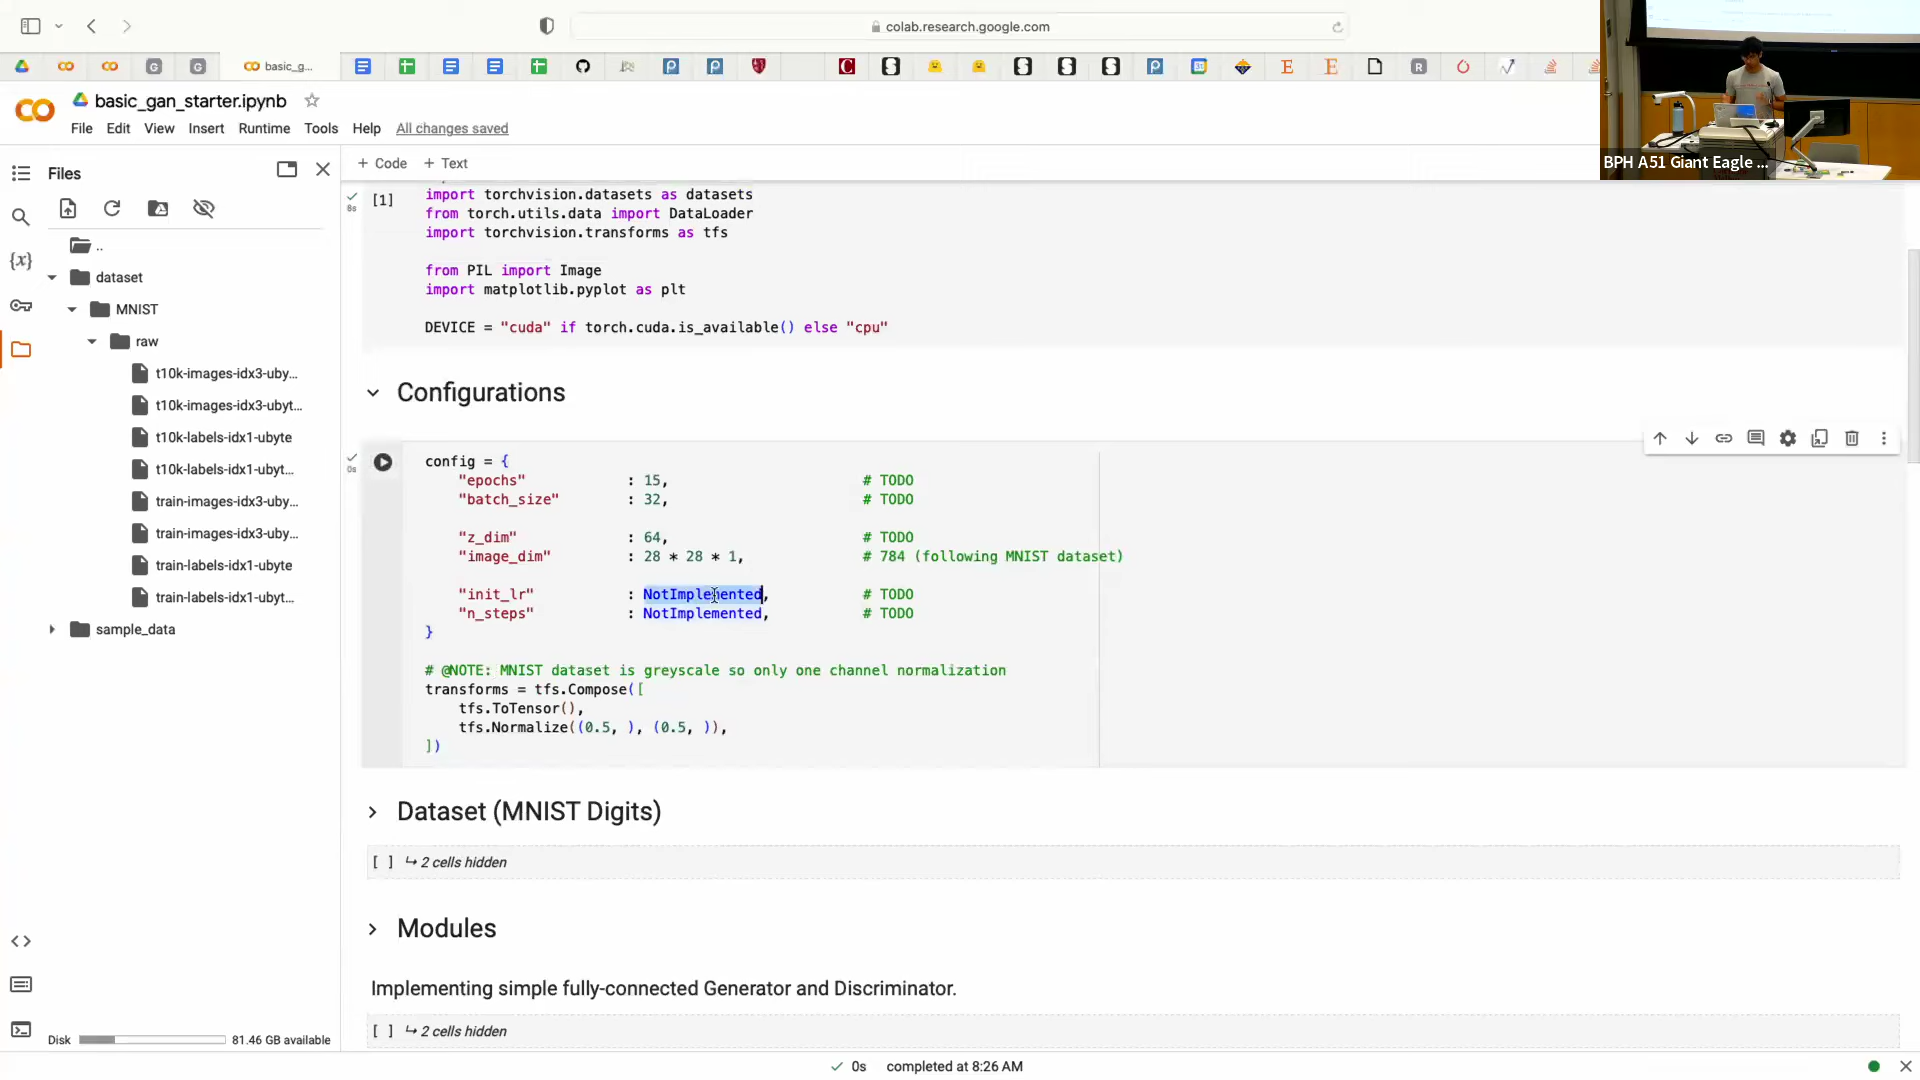 colab.research.google.com
basic_g...
basic_gan_starter.ipynb
File Edit View Insert Runtime Tools Help All changes saved
BPH A51 Giant Eagle ...
Files
+ Code + Text
..
dataset
MNIST
raw
t10k-images-idx3-uby...
t10k-images-idx3-ubyt...
t10k-labels-idx1-ubyte
t10k-labels-idx1-ubyt...
train-images-idx3-uby...
train-images-idx3-uby...
train-labels-idx1-ubyte
train-labels-idx1-ubyt...
sample_data
Disk 81.46 GB available
[1] import torchvision.datasets as datasets
from torch.utils.data import DataLoader
import torchvision.transforms as tfs
from PIL import Image
import matplotlib.pyplot as plt
DEVICE = "cuda" if torch.cuda.is_available() else "cpu"
Configurations
config = {
"epochs" : 15, # TODO
"batch_size" : 32, # TODO
"z_dim" : 64, # TODO
"image_dim" : 28 * 28 * 1, # 784 (following MNIST dataset)
"init_lr" : NotImplemented, # TODO
"n_steps" : NotImplemented, # TODO
}
# @NOTE: MNIST dataset is greyscale so only one channel normalization
transforms = tfs.Compose([
tfs.ToTensor(),
tfs.Normalize((0.5, ), (0.5, )),
])
Dataset (MNIST Digits)
[ ] ↳ 2 cells hidden
Modules
Implementing simple fully-connected Generator and Discriminator.
[ ] ↳ 2 cells hidden
0s completed at 8:26 AM